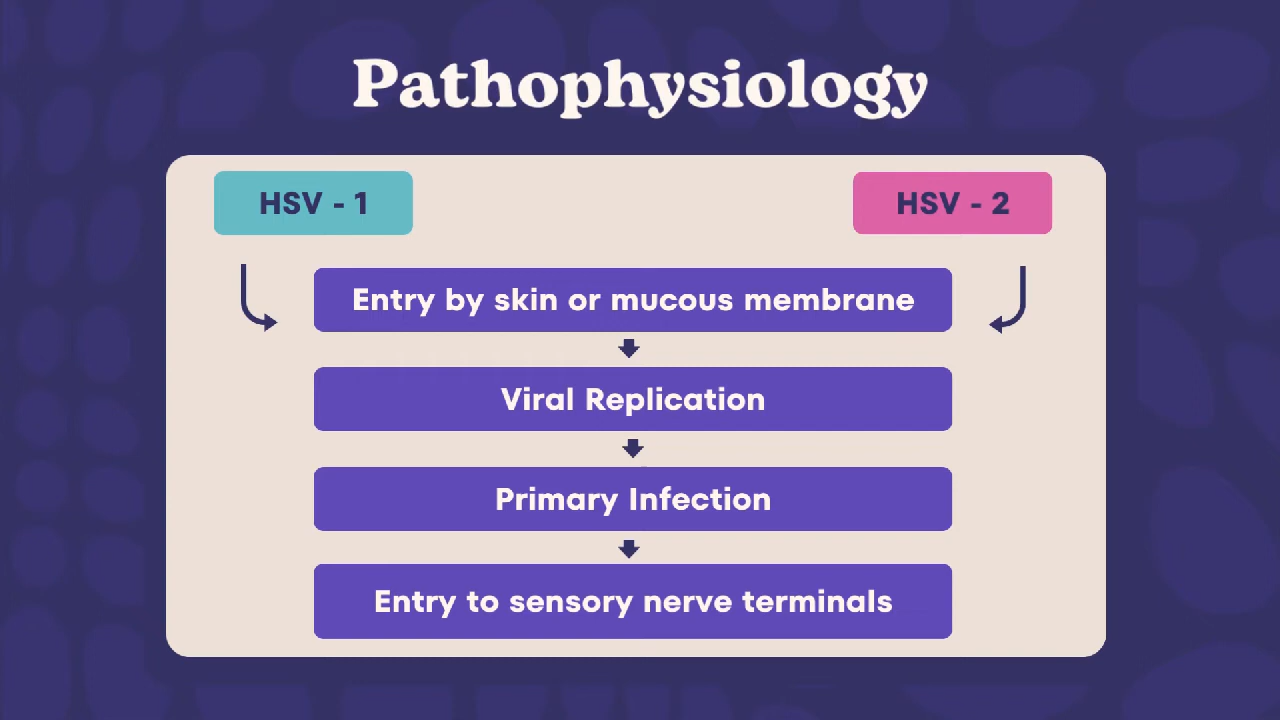 Pathophysiology
HSV - 1
HSV - 2
Entry by skin or mucous membrane
Viral Replication
Primary Infection
Entry to sensory nerve terminals